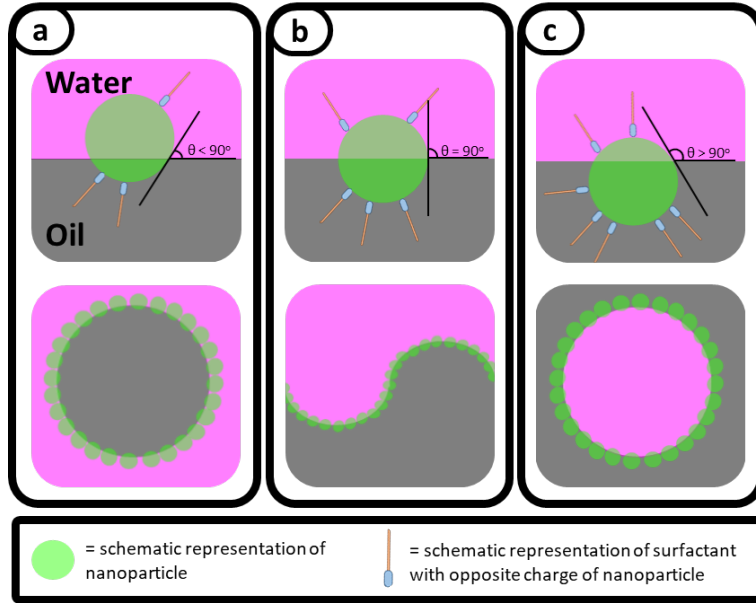 a
Water
θ < 90°
Oil
b
θ = 90°
c
θ > 90°
= schematic representation of
nanoparticle
= schematic representation of surfactant
with opposite charge of nanoparticle